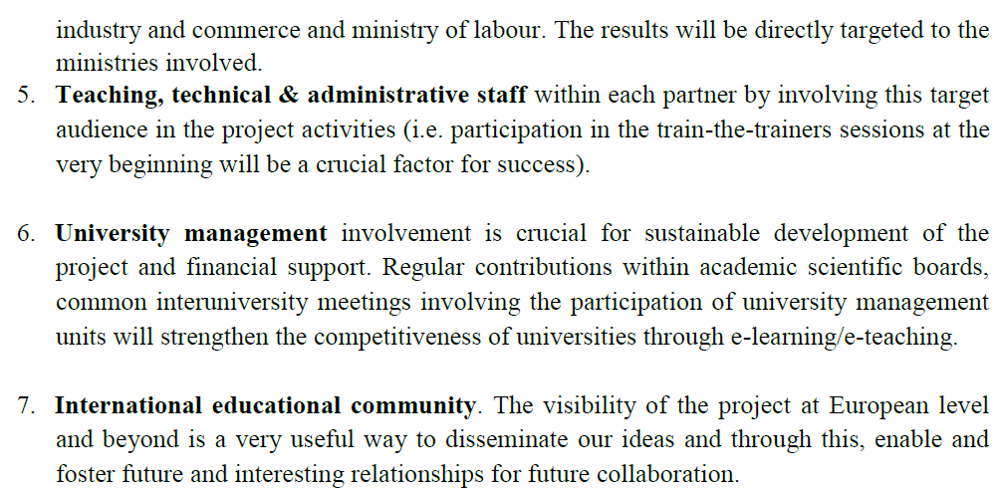 industry and commerce and ministry of labour. The results will be directly targeted to the
ministries involved.
5. Teaching, technical & administrative staff within each partner by involving this target
audience in the project activities (i.e. participation in the train-the-trainers sessions at the
very beginning will be a crucial factor for success).
6. University management involvement is crucial for sustainable development of the
project and financial support. Regular contributions within academic scientific boards,
common interuniversity meetings involving the participation of university management
units will strengthen the competitiveness of universities through e-learning/e-teaching.
7. International educational community. The visibility of the project at European level
and beyond is a very useful way to disseminate our ideas and through this, enable and
foster future and interesting relationships for future collaboration.